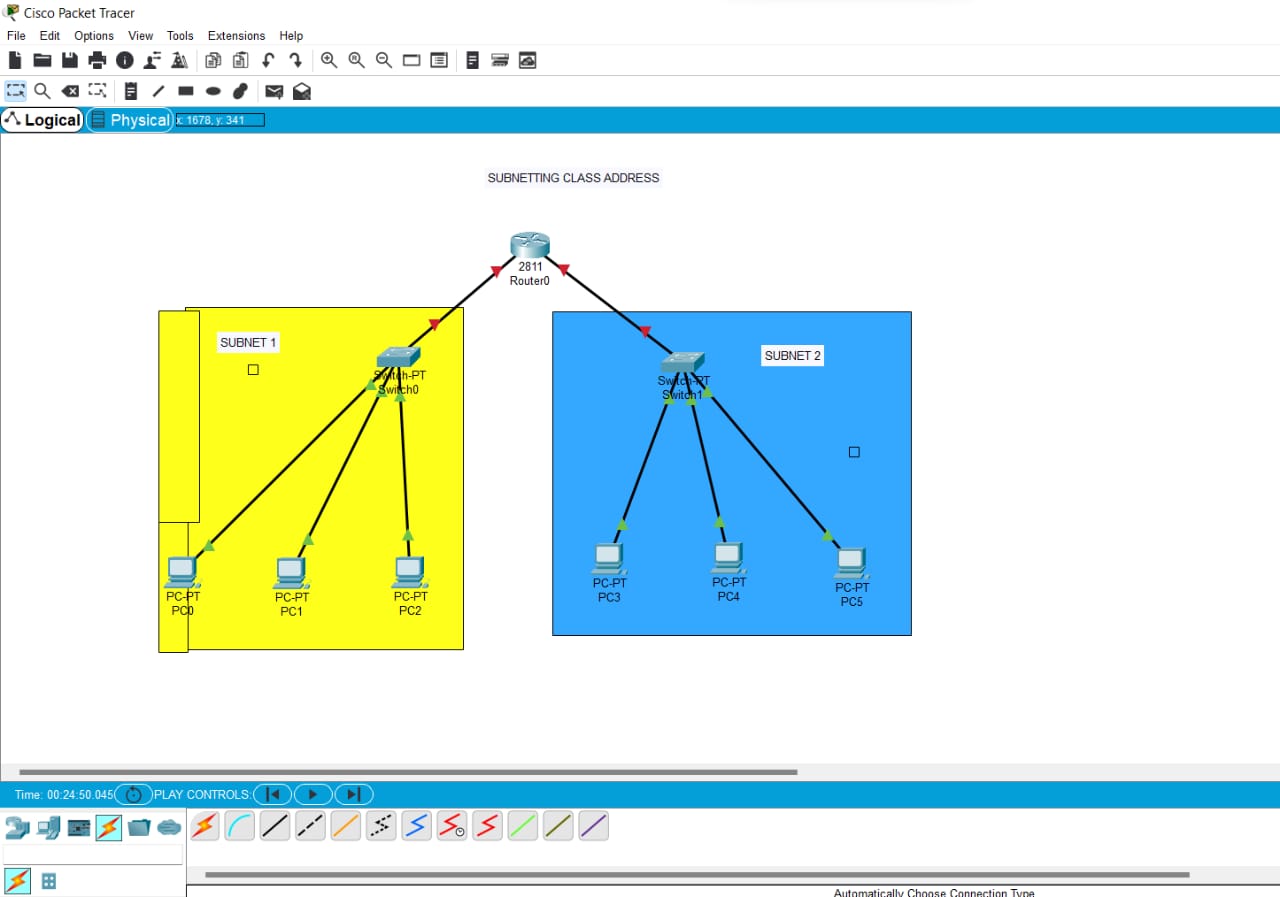 Cisco Packet Tracer
File Edit Options View Tools Extensions Help
Logical Physical x: 1678, y: 341
SUBNETTING CLASS ADDRESS
2811
Router0
SUBNET 1
Switch-PT
Switch0
SUBNET 2
Switch-PT
Switch1
PC-PT
PC0
PC-PT
PC1
PC-PT
PC2
PC-PT
PC3
PC-PT
PC4
PC-PT
PC5
Time: 00:24:50.045 PLAY CONTROLS:
Automatically Choose Connection Type